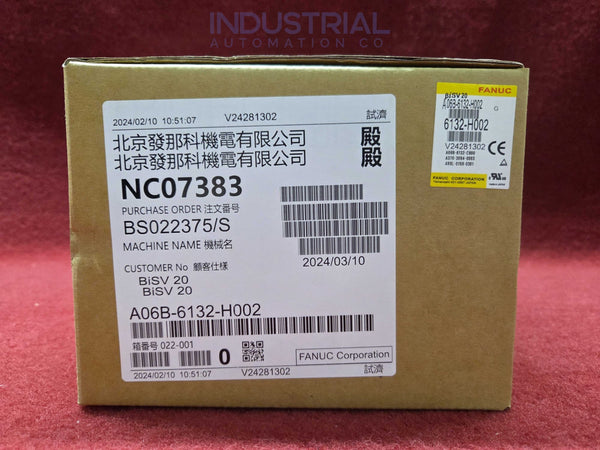 INDUSTRIAL
AUTOMATION CO
2024/02/10 10:51:07 V24281302 試済
北京發那科機電有限公司 殿
北京發那科機電有限公司 殿
NC07383
PURCHASE ORDER 注文番号
BS022375/S
MACHINE NAME 機械名
2024/03/10
CUSTOMER No 顧客仕様
BiSV 20
BiSV 20
A06B-6132-H002
箱番号 022-001
0
FANUC Corporation
2024/02/10 10:51:07 V24281302 試済
FANUC
BiSV 20
A06B-6132-H002
6132-H002
V24281302
CE
FANUC CORPORATION